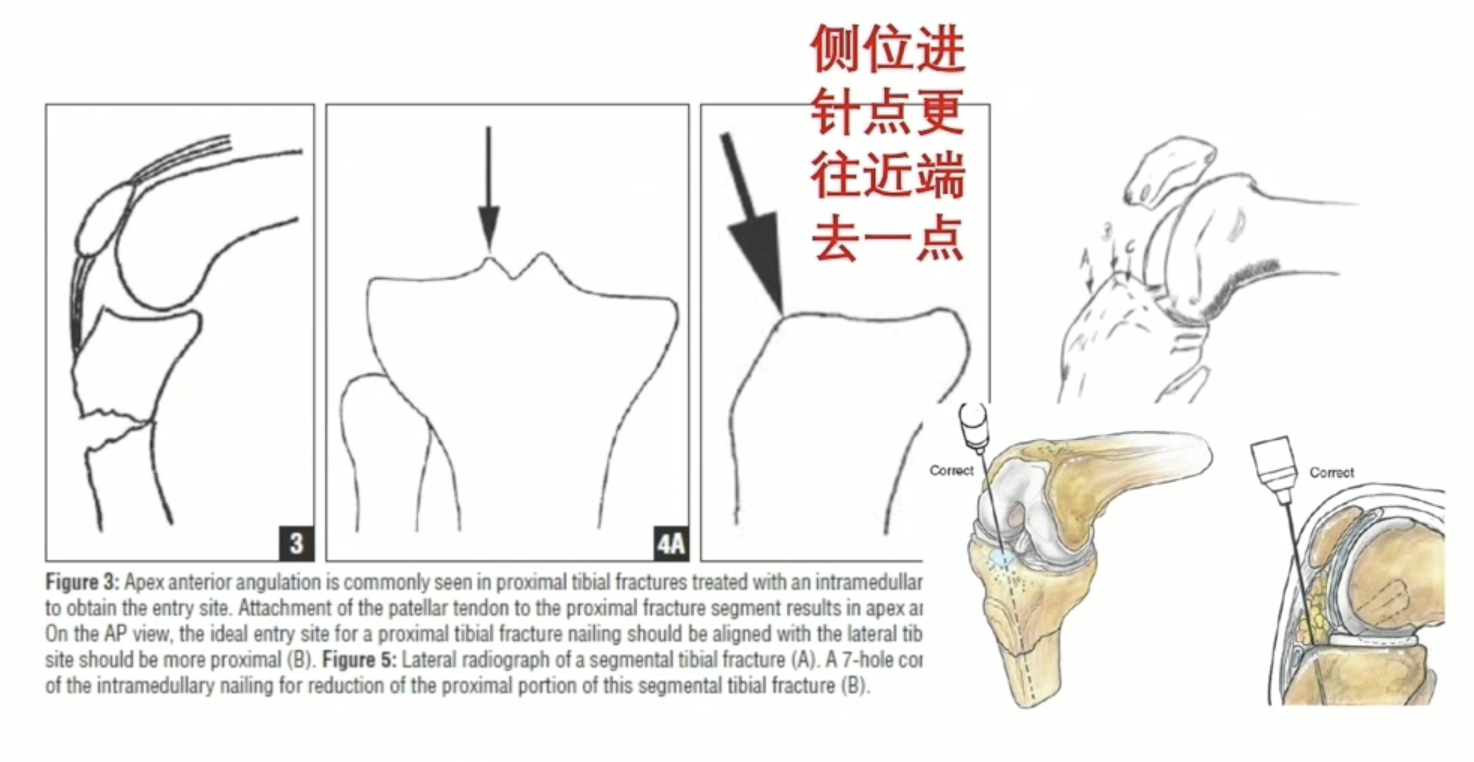 侧位进
针点更
往近端
去一点
3
4A
A
B
C
Correct
Correct
Figure 3: Apex anterior angulation is commonly seen in proximal tibial fractures treated with an intramedullar
to obtain the entry site. Attachment of the patellar tendon to the proximal fracture segment results in apex
On the AP view, the ideal entry site for a proximal tibial fracture nailing should be aligned with the lateral tib
site should be more proximal (B). Figure 5: Lateral radiograph of a segmental tibial fracture (A). A 7-hole
of the intramedullary nailing for reduction of the proximal portion of this segmental tibial fracture (B).